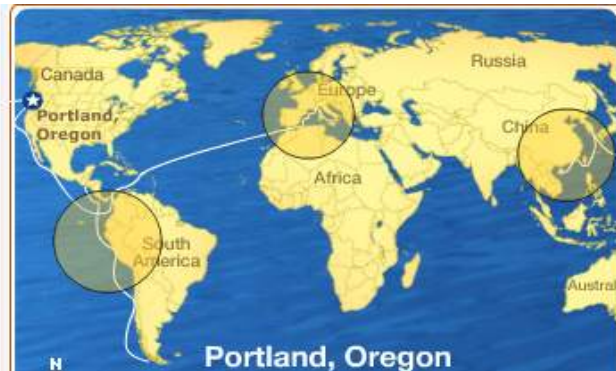 Canada
Russia
Europe
Portland,
Oregon
China
Africa
South
America
Austral
N
Portland, Oregon